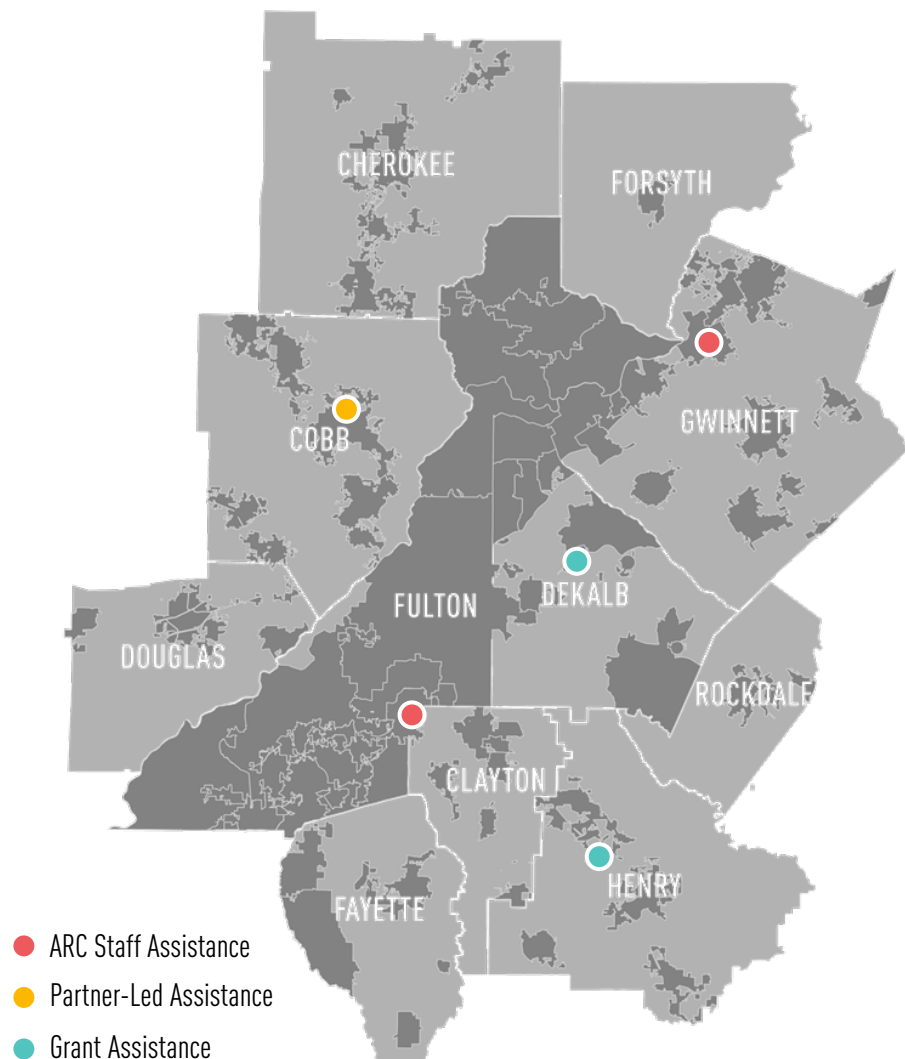 CHEROKEE
FORSYTH
GWINNETT
COBB
DEKALB
FULTON
DOUGLAS
ROCKDALE
CLAYTON
HENRY
FAYETTE
ARC Staff Assistance
Partner-Led Assistance
Grant Assistance